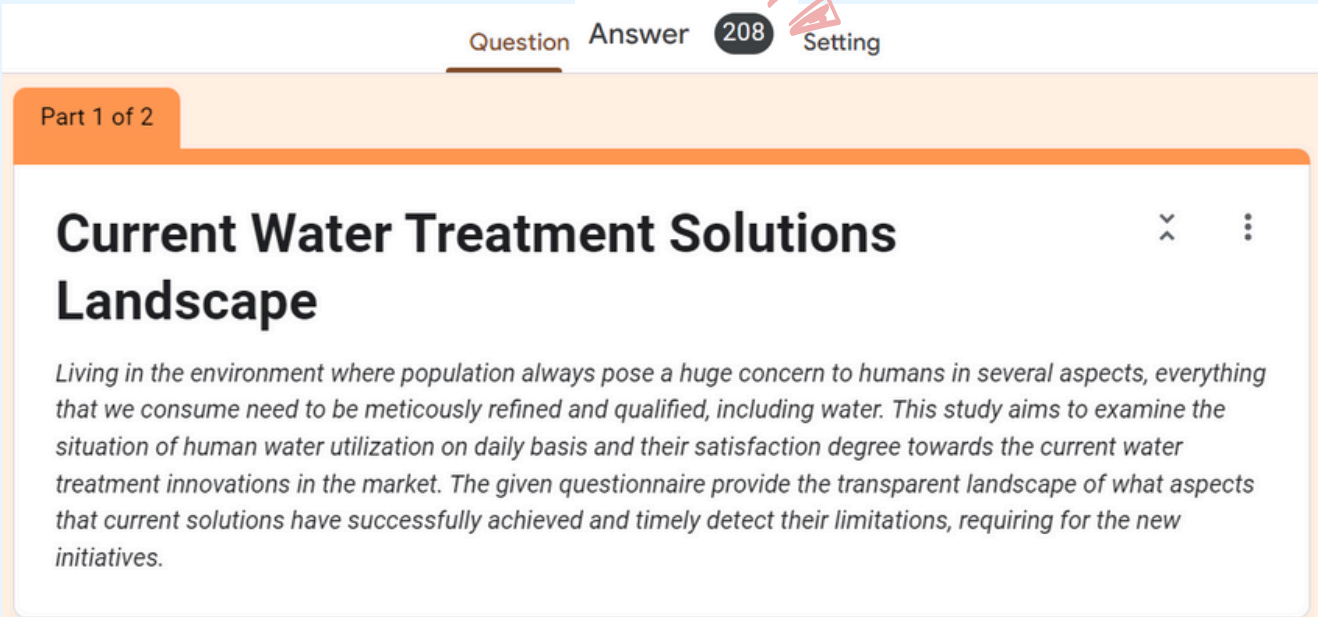 Question Answer 208 Setting
Part 1 of 2
Current Water Treatment Solutions
Landscape
Living in the environment where population always pose a huge concern to humans in several aspects, everything
that we consume need to be meticously refined and qualified, including water. This study aims to examine the
situation of human water utilization on daily basis and their satisfaction degree towards the current water
treatment innovations in the market. The given questionnaire provide the transparent landscape of what aspects
that current solutions have successfully achieved and timely detect their limitations, requiring for the new
initiatives.